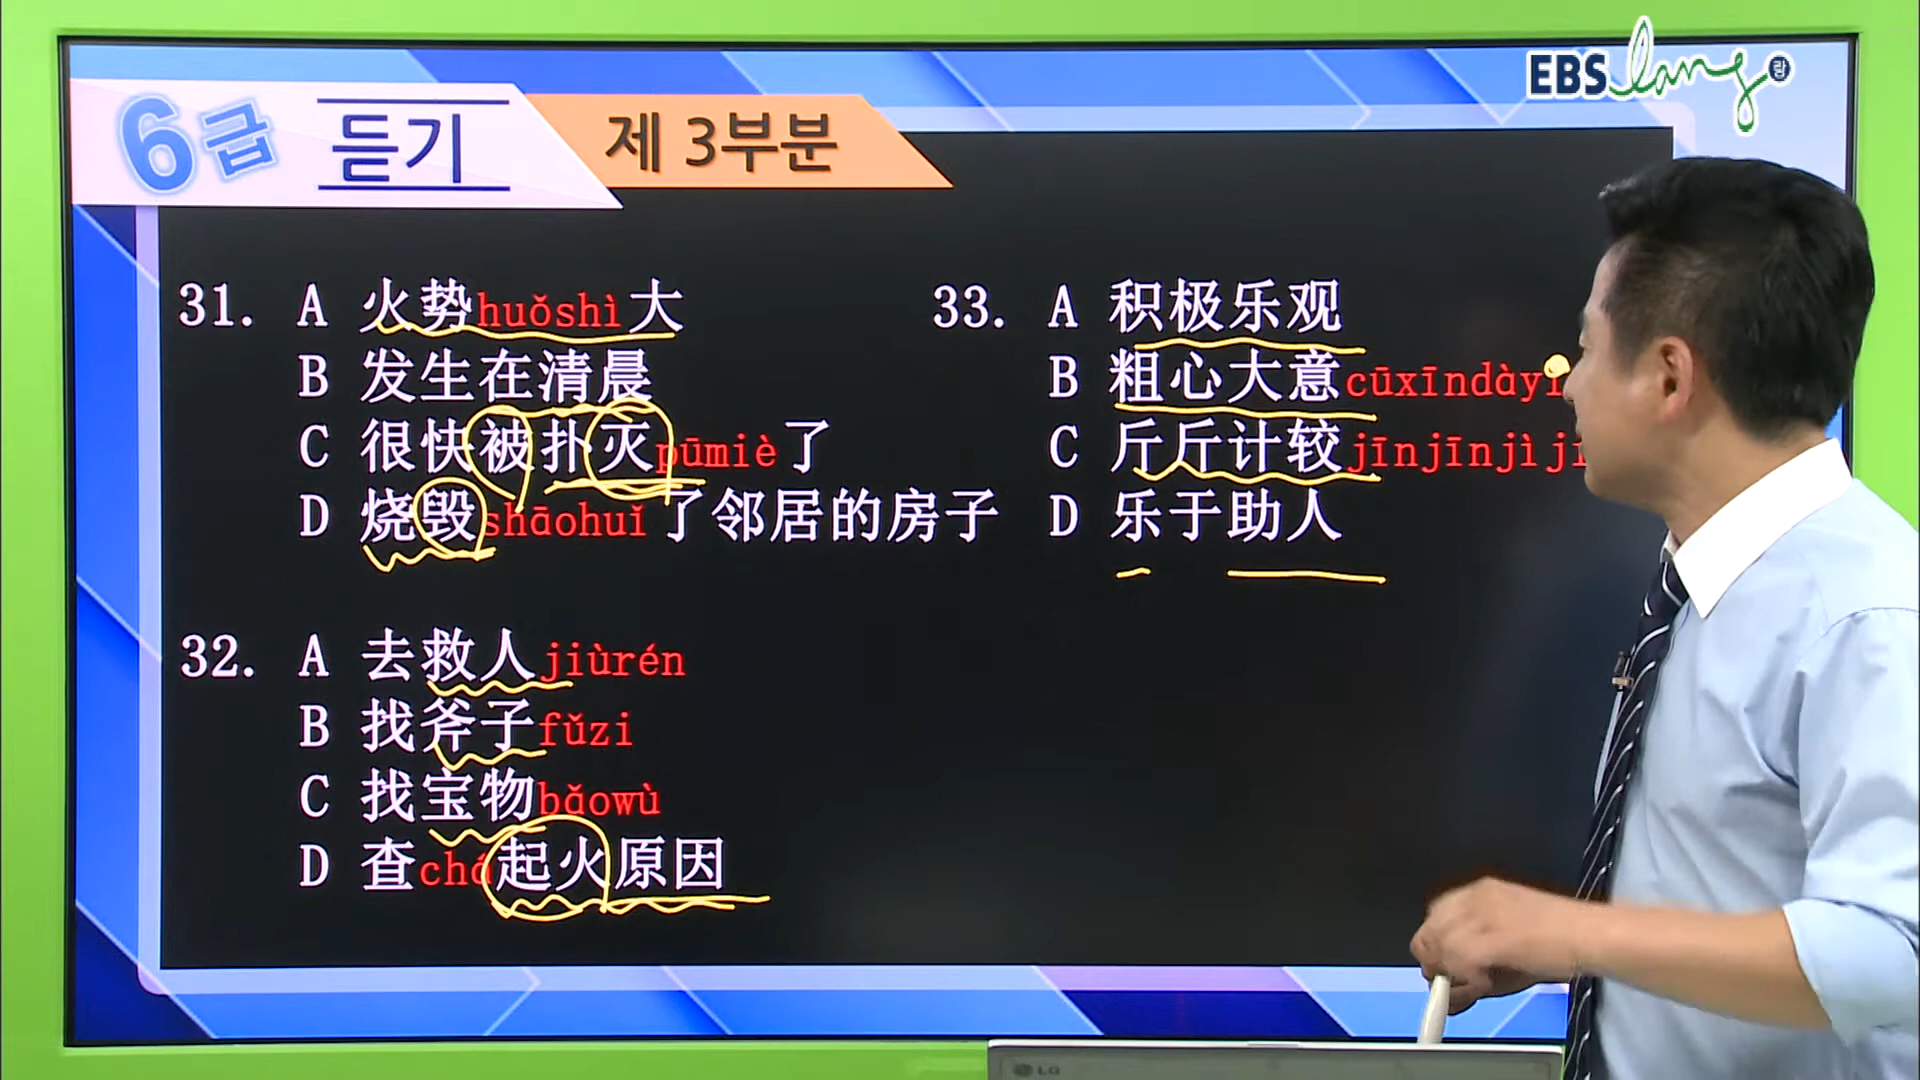 EBS lang 랑
6급 듣기 제 3부분
31. A 火势huǒshì大
B 发生在清晨
C 很快被扑灭pūmiè了
D 烧毁shāohuǐ了邻居的房子
32. A 去救人jiùrén
B 找斧子fǔzi
C 找宝物bǎowù
D 查chá起火原因
33. A 积极乐观
B 粗心大意cūxīndàyì
C 斤斤计较jīnjīnjìji
D 乐于助人
LG